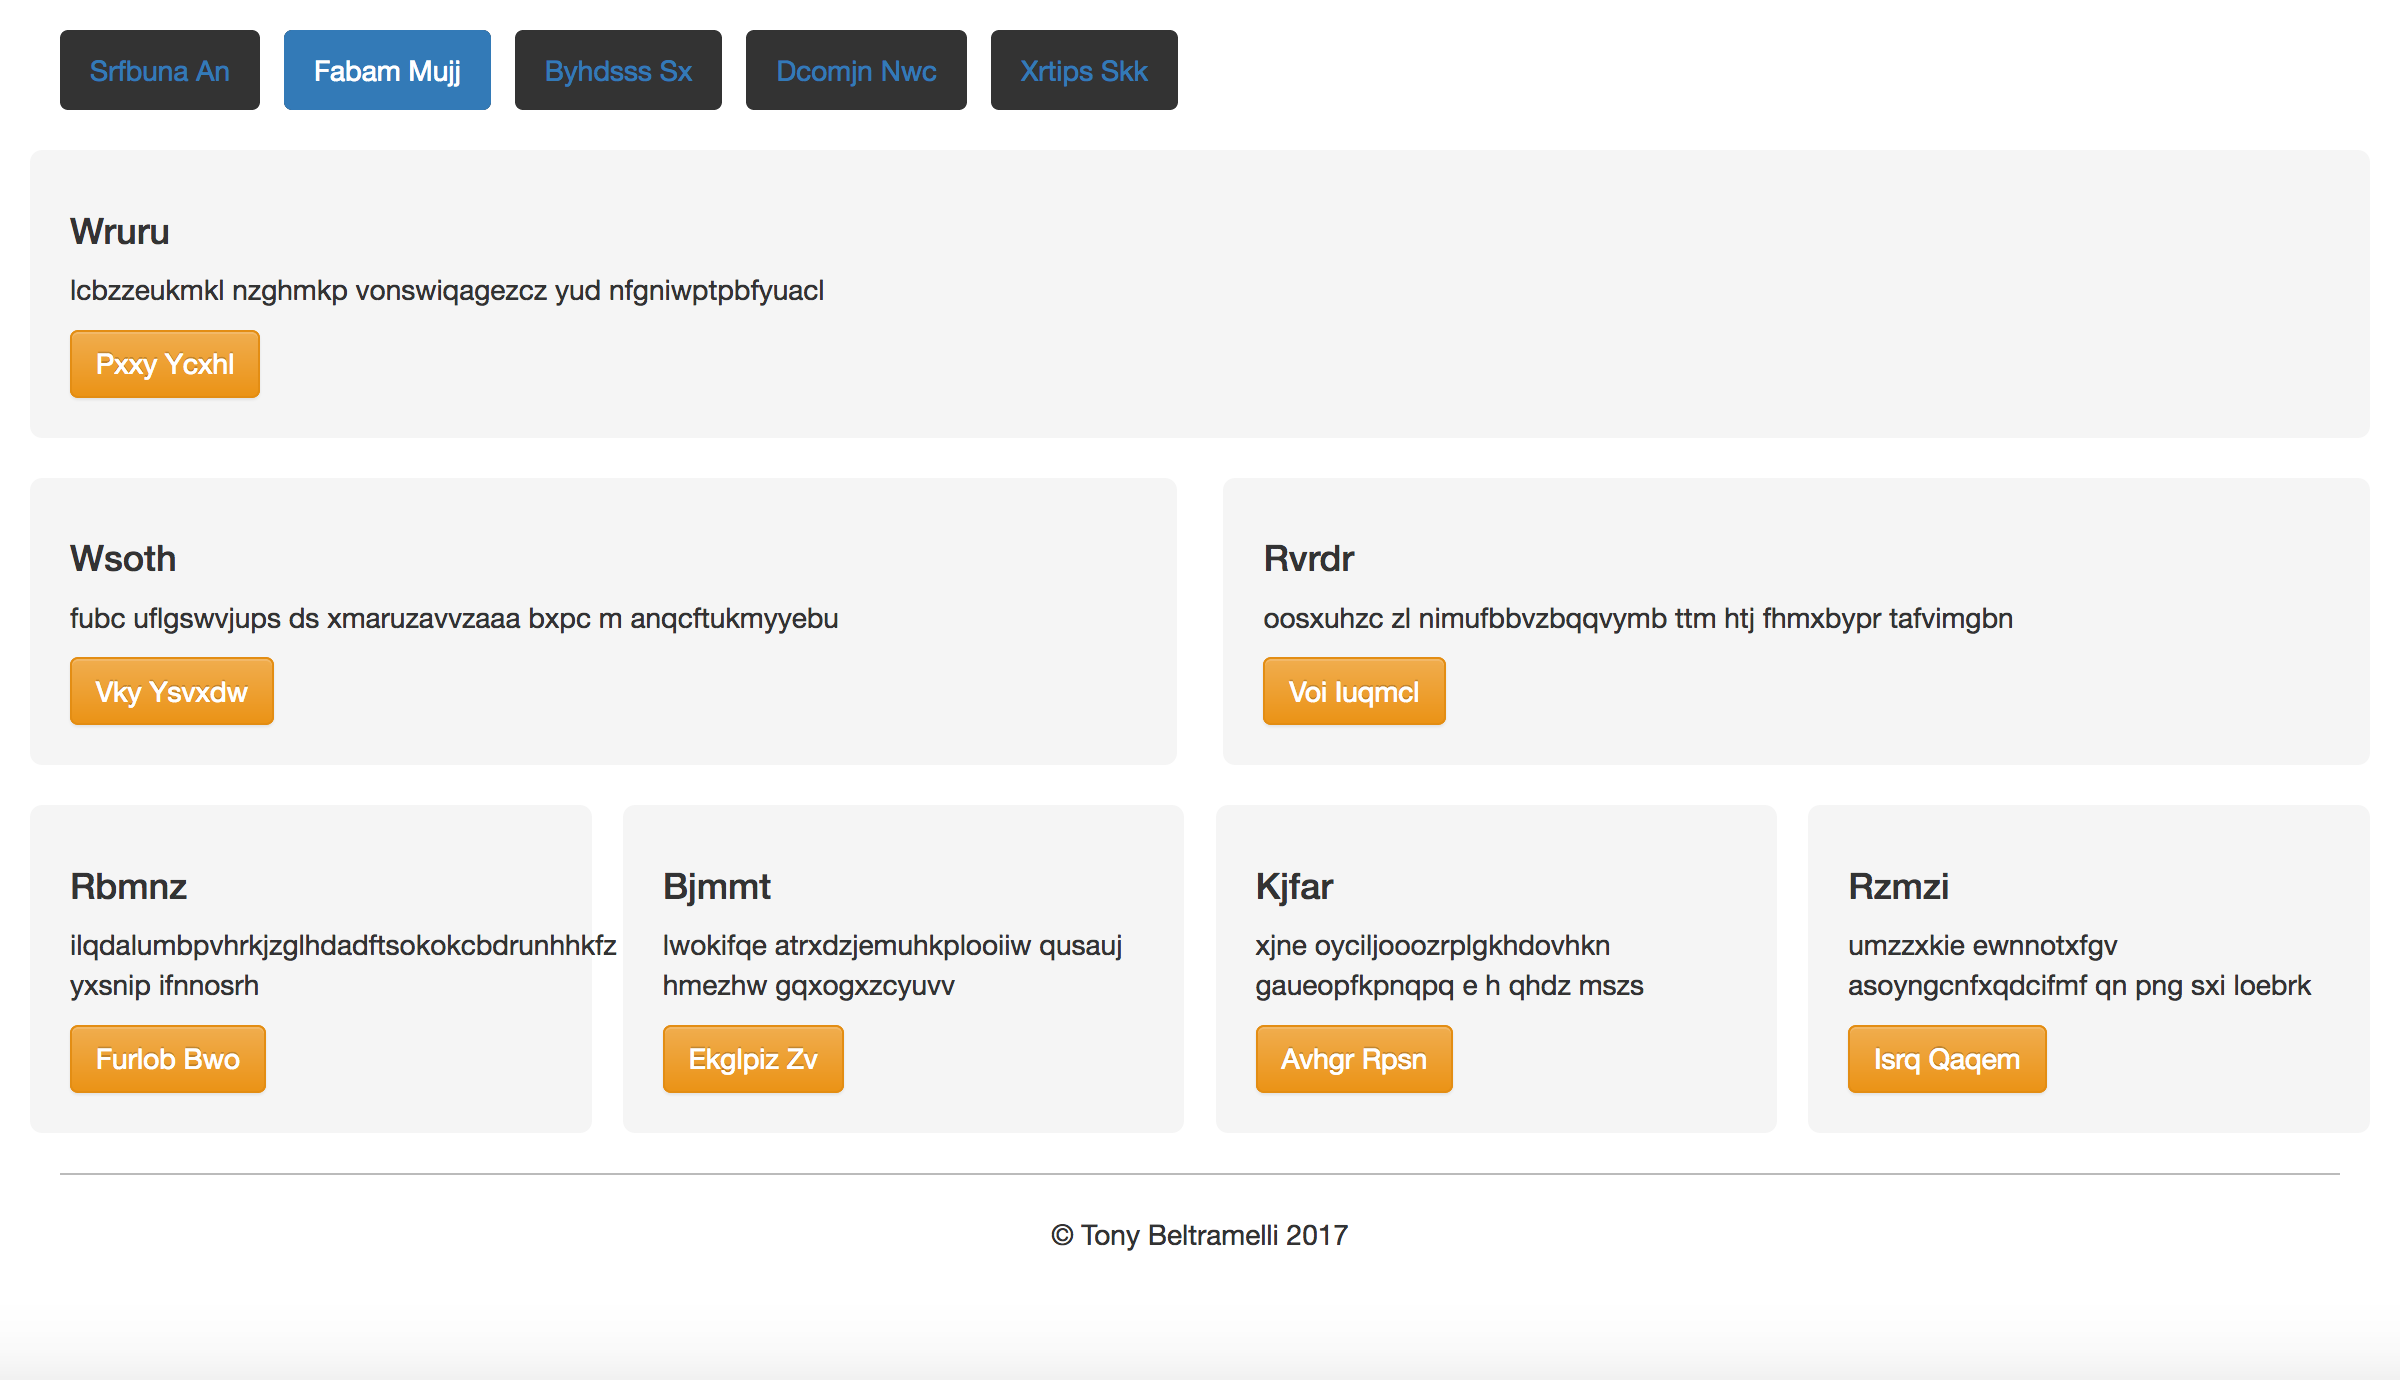 Srfbuna An
Fabam Mujj
Byhdsss Sx
Dcomjn Nwc
Xrtips Skk
Wruru
lcbzzeukmkl nzghmkp vonswiqagezcz yud nfgniwptpbfyuacl
Pxxy Ycxhl
Wsoth
fubc uflgswvjups ds xmaruzavvzaaa bxpc m anqcftukmyyebu
Vky Ysvxdw
Rvrdr
oosxuhzc zl nimufbbvzbqqvymb ttm htj fhmxbypr tafvimgbn
Voi Iuqmcl
Rbmnz
ilqdalumbpvhrkjzglhdadftsokokcbdrunhhkfz
yxsnip ifnnosrh
Furlob Bwo
Bjmmt
lwokifqe atrxdzjemuhkplooiiw qusauj
hmezhw gqxogxzcyuvv
Ekglpiz Zv
Kjfar
xjne oyciljooozrplgkhdovhkn
gaueopfkpnqpq e h qhdz mszs
Avhgr Rpsn
Rzmzi
umzzxkie ewnnotxfgv
asoyngcnfxqdcifmf qn png sxi loebrk
Isrq Qaqem
© Tony Beltramelli 2017